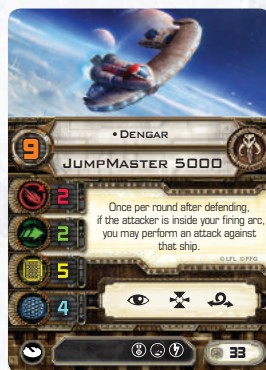 • DENGAR
9
JUMPMASTER 5000
2
2
5
4
Once per round after defending,
if the attacker is inside your firing arc,
you may perform an attack against
that ship.
©LFL ©FFG
33